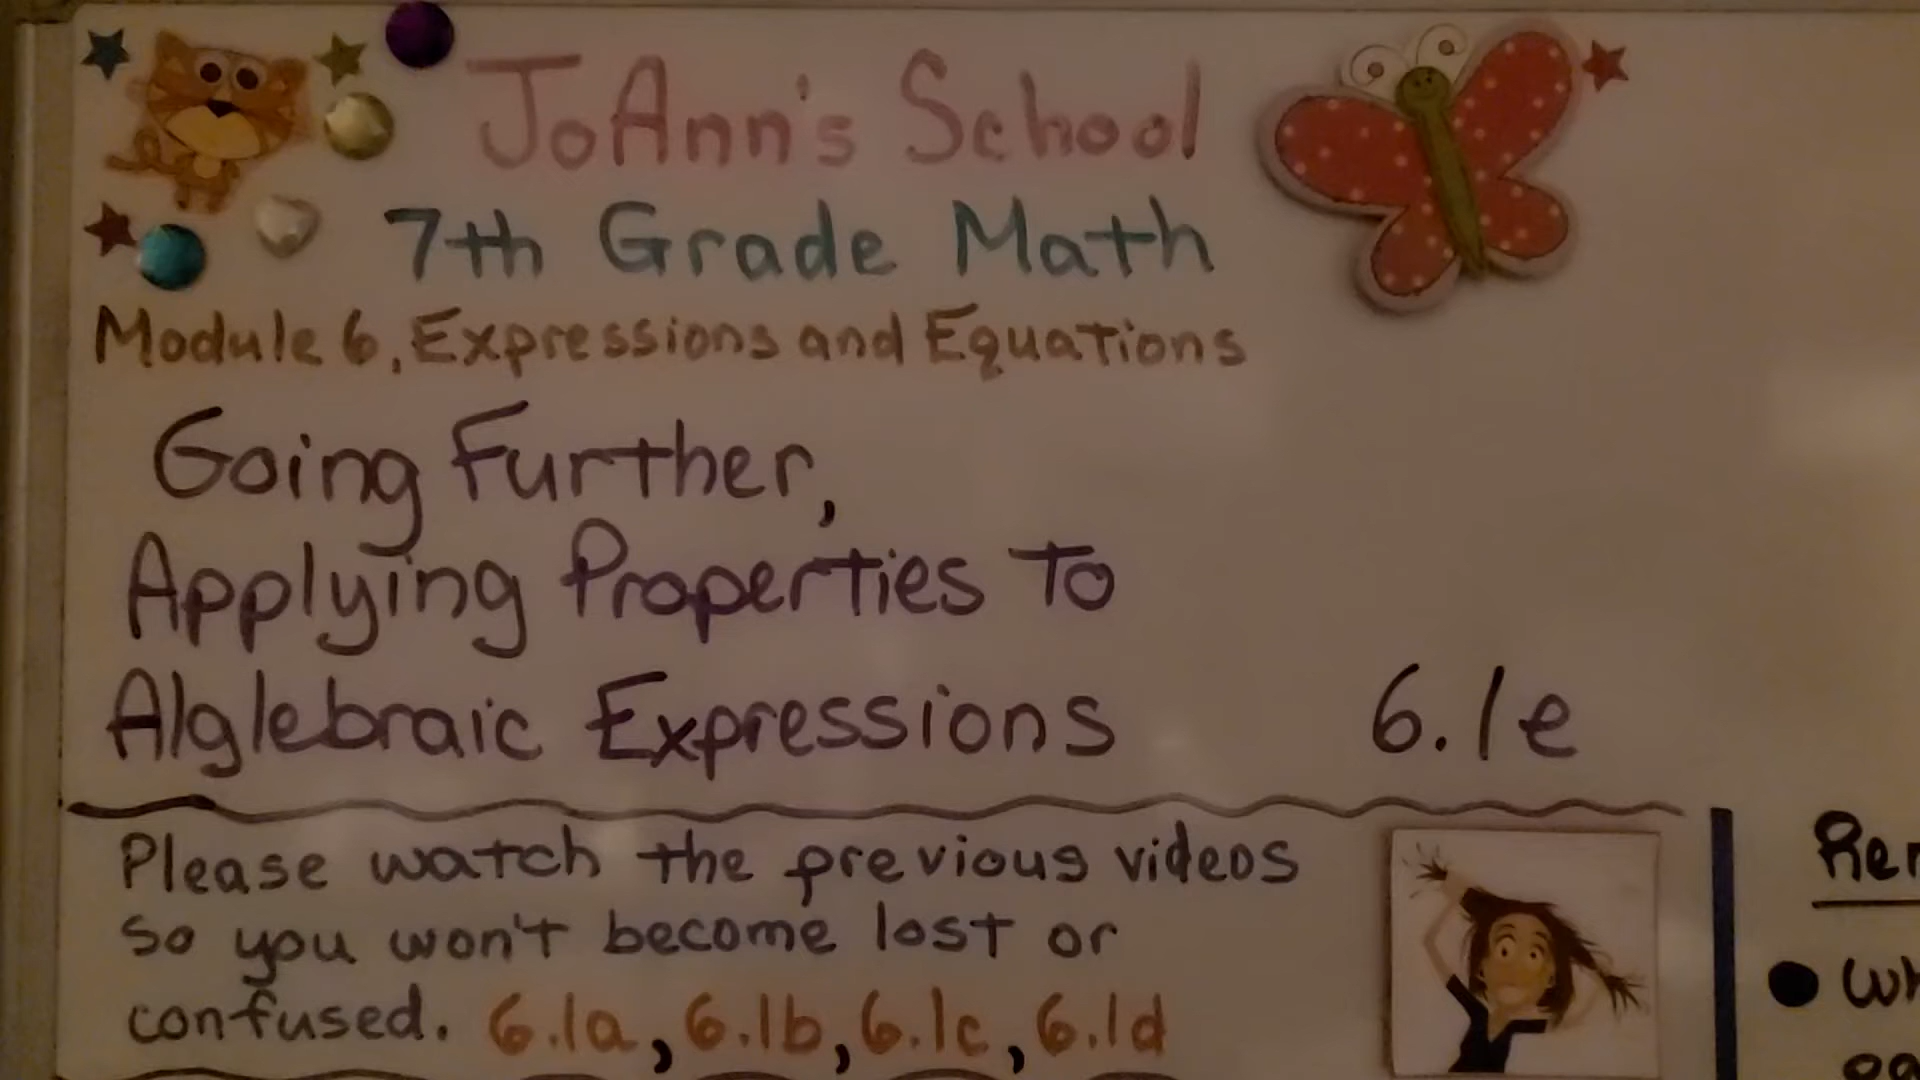 JoAnn's School
7th Grade Math
Module 6, Expressions and Equations
Going Further,
Applying Properties To
Alglebraic Expressions
6.1e
Please watch the previous videos
so you won't become lost or
confused. 6.1a, 6.1b, 6.1c, 6.1d